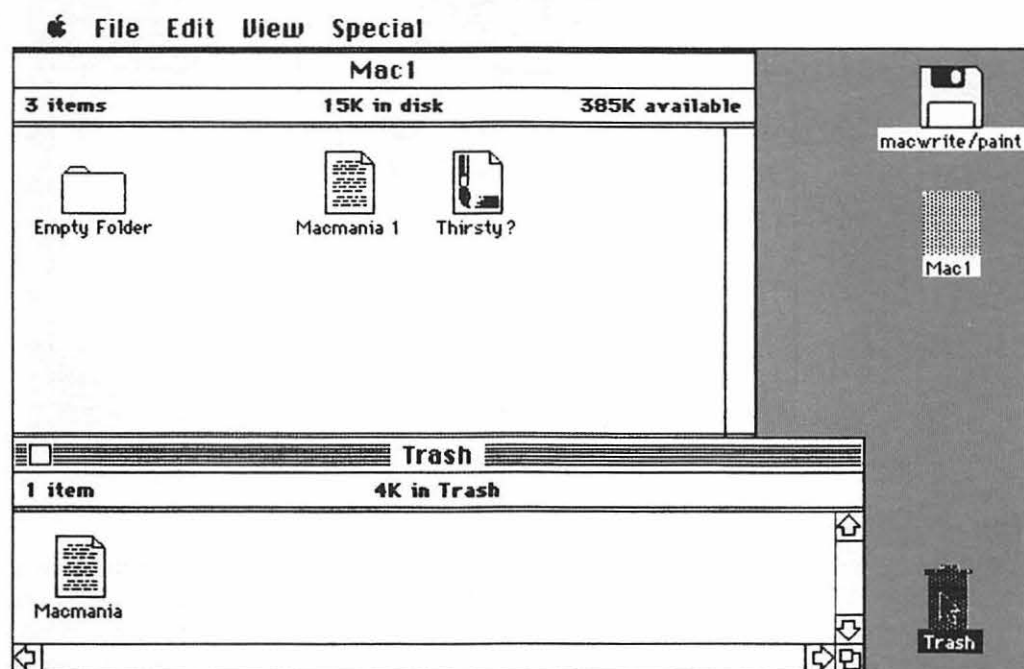 File Edit View Special
Mac1
3 items 15K in disk 385K available
macwrite/paint
Empty Folder Macmania 1 Thirsty?
Mac1
Trash
1 item 4K in Trash
Macmania
Trash